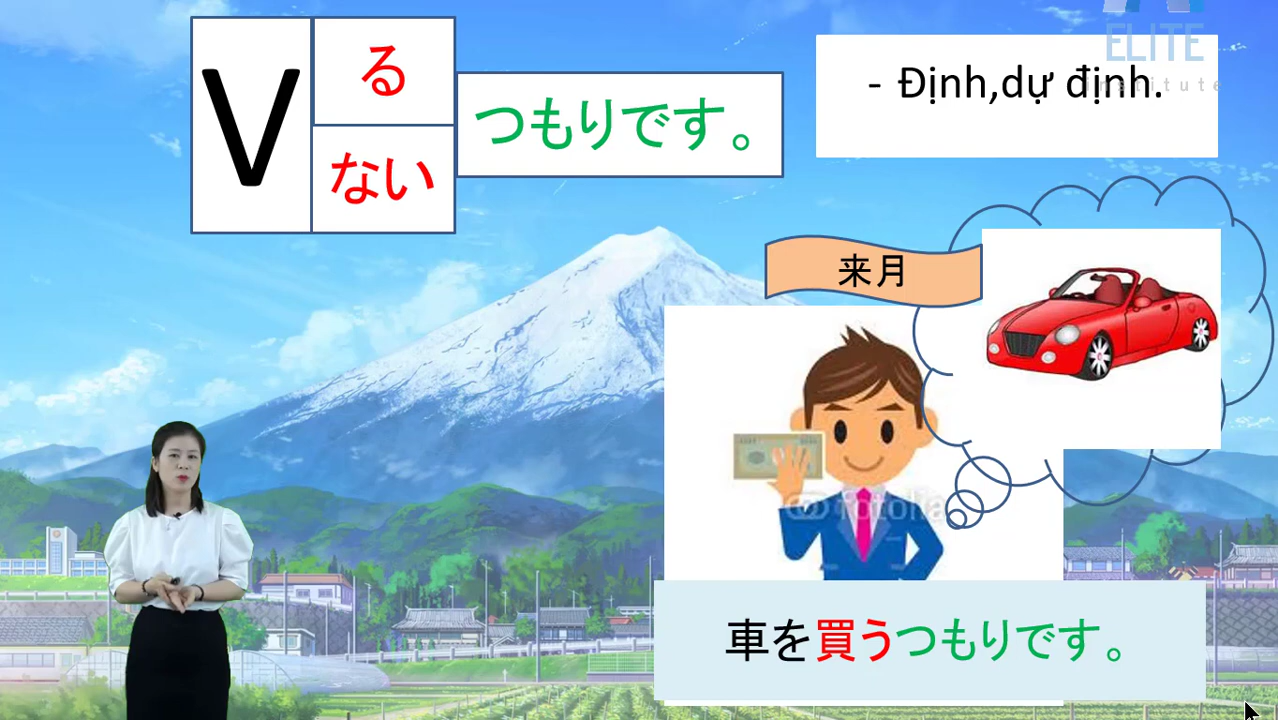 V
る
ない
つもりです。
- Định,dự định.
ELITE
institute
来月
fotolia
車を買うつもりです。